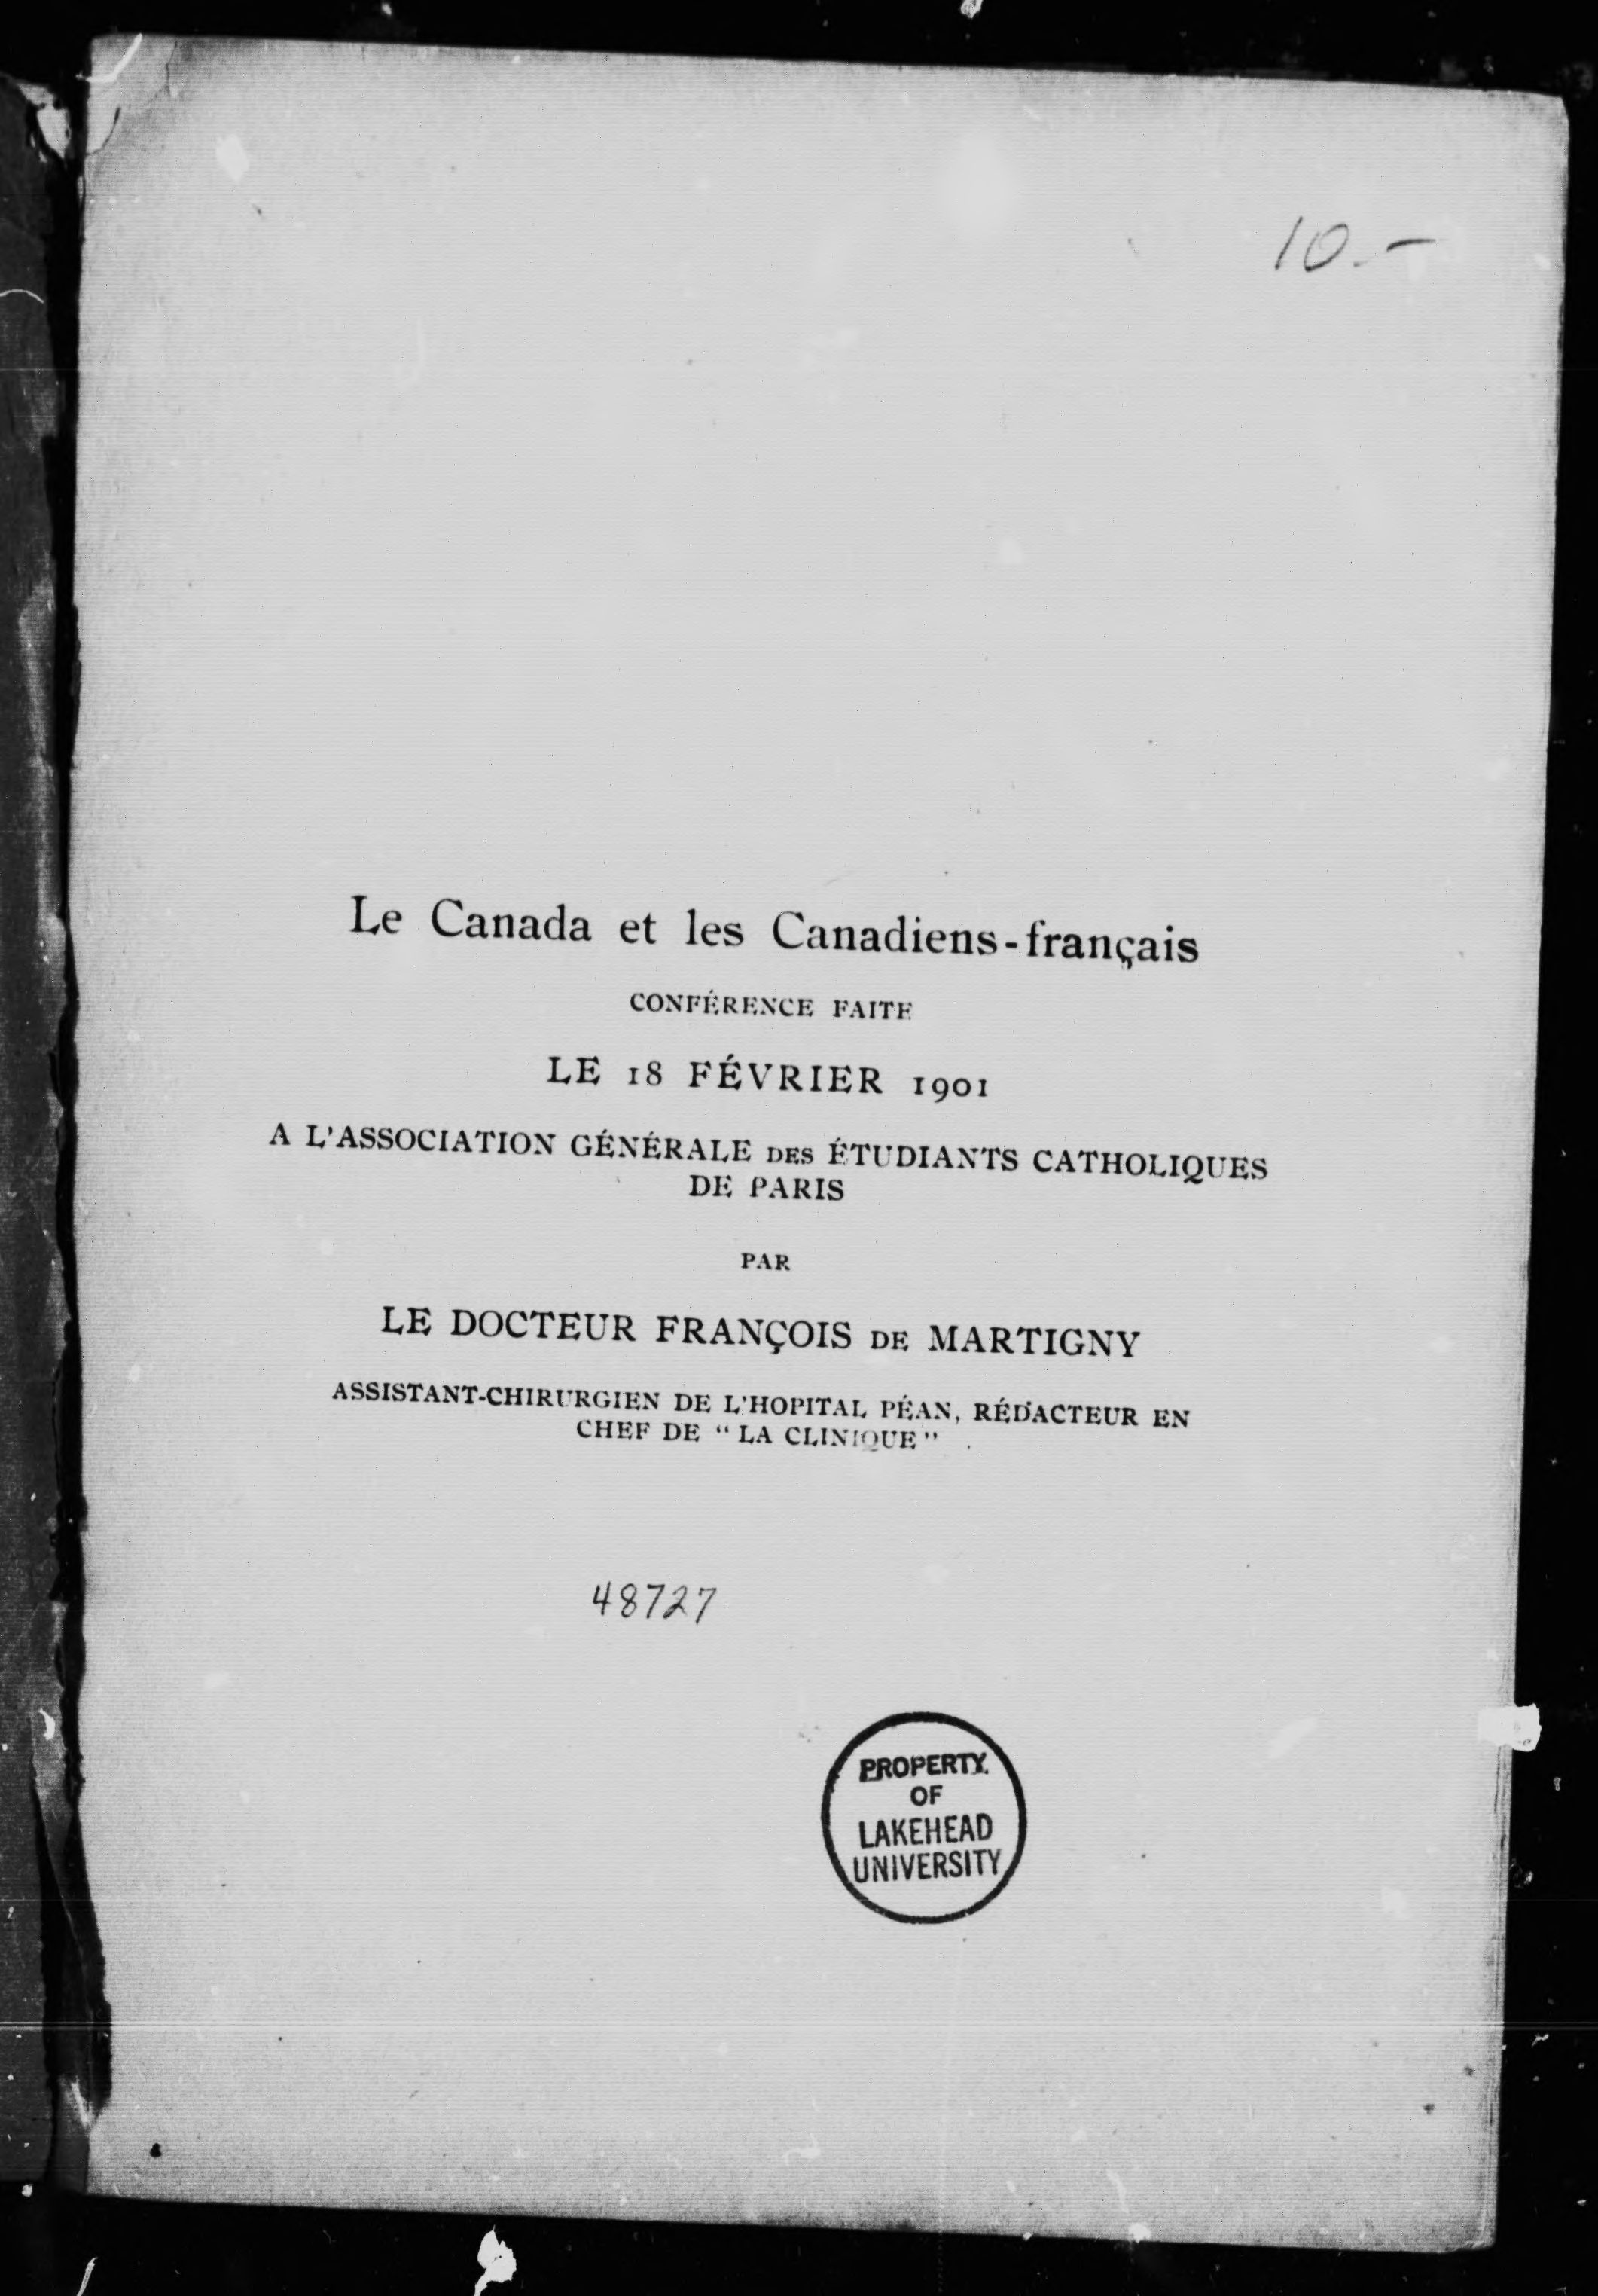 10.-
Le Canada et les Canadiens-français
CONFÉRENCE FAITE
LE 18 FÉVRIER 1901
A L'ASSOCIATION GÉNÉRALE DES ÉTUDIANTS CATHOLIQUES
DE PARIS
PAR
LE DOCTEUR FRANÇOIS DE MARTIGNY
ASSISTANT-CHIRURGIEN DE L'HOPITAL PÉAN, RÉDACTEUR EN
CHEF DE “ LA CLINIQUE ”
48727
PROPERTY
OF
LAKEHEAD
UNIVERSITY